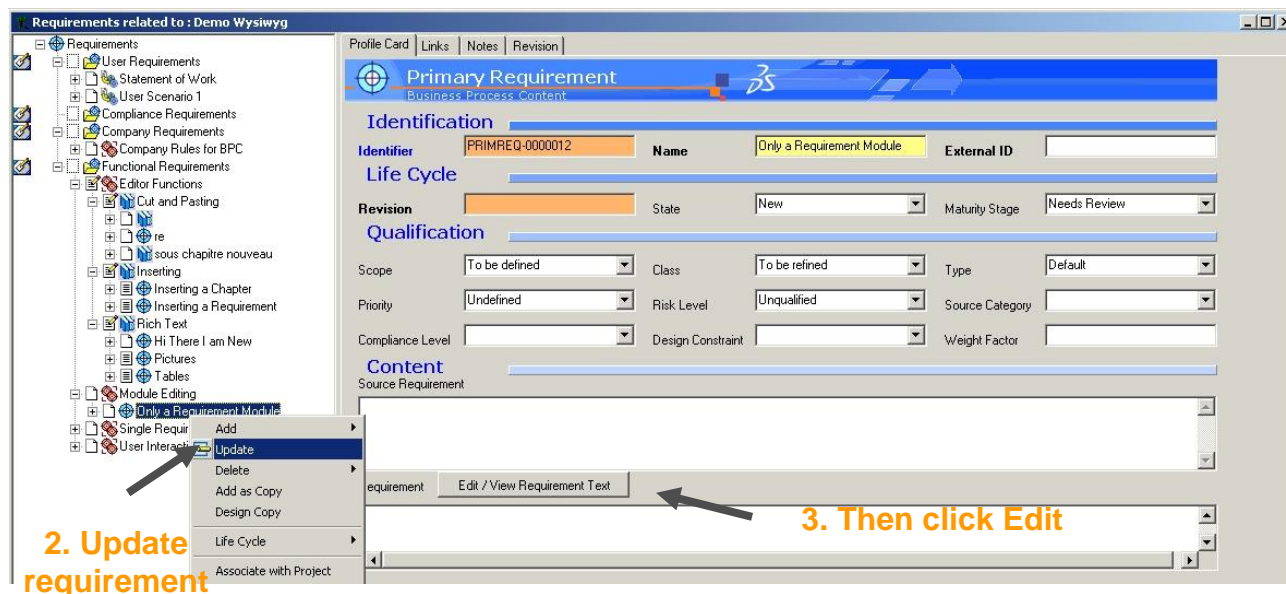 Requirements related to : Demo Wysiwyg
Requirements
User Requirements
Statement of Work
User Scenario 1
Compliance Requirements
Company Requirements
Company Rules for BPC
Functional Requirements
Editor Functions
Cut and Pasting
re
sous chapitre nouveau
Inserting
Inserting a Chapter
Inserting a Requirement
Rich Text
Hi There I am New
Pictures
Tables
Module Editing
Only a Requirement Module
Single Requir
User Interacti
Add
Update
Delete
Add as Copy
Design Copy
Life Cycle
Associate with Project
2. Update
requirement
Profile Card Links Notes Revision
Primary Requirement
Business Process Content
Identification
Identifier PRIMREQ-0000012 Name Only a Requirement Module External ID
Life Cycle
Revision State New Maturity Stage Needs Review
Qualification
Scope To be defined Class To be refined Type Default
Priority Undefined Risk Level Unqualified Source Category
Compliance Level Design Constraint Weight Factor
Content
Source Requirement
equirement Edit / View Requirement Text
3. Then click Edit